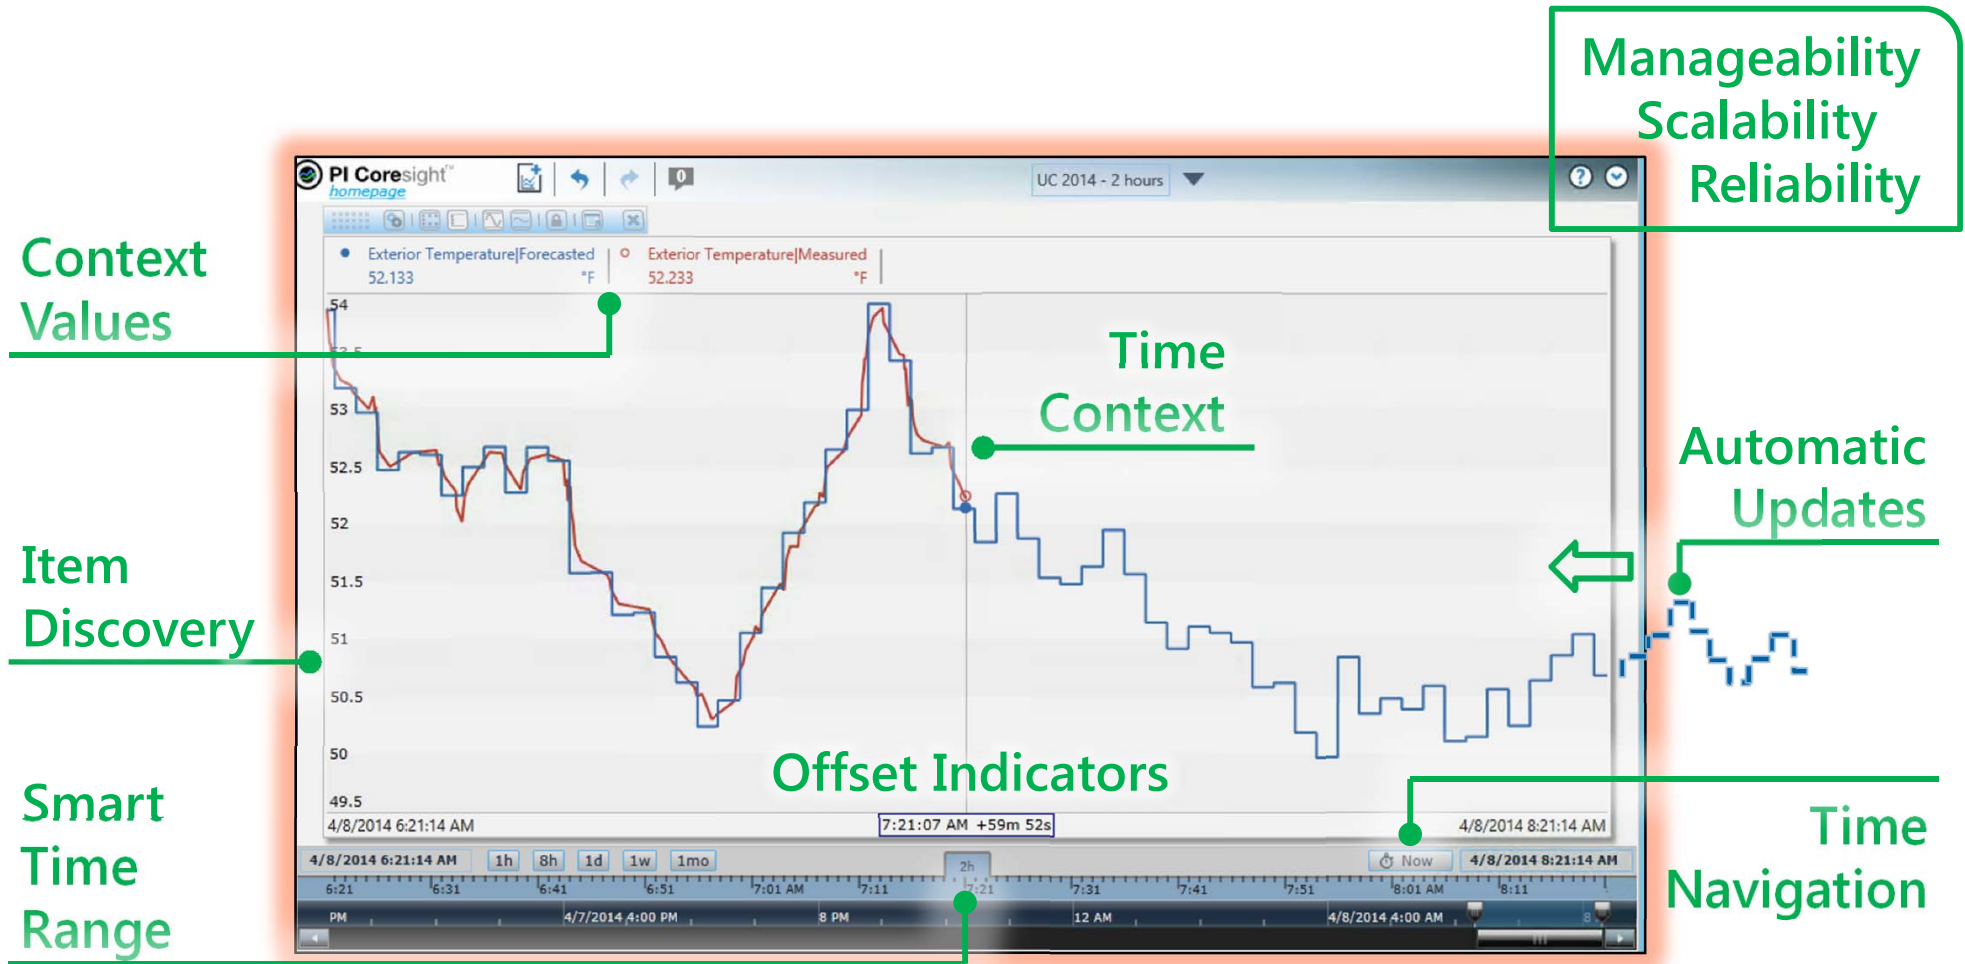 Manageability
Scalability
Reliability
PI Coresight™
homepage
0
UC 2014 - 2 hours
?
Context
Values
Exterior Temperature|Forecasted
52.133 °F
Exterior Temperature|Measured
52.233 °F
54
53.5
53
52.5
52
51.5
51
50.5
50
49.5
Time
Context
Automatic
Updates
Item
Discovery
Offset Indicators
Smart
Time
Range
4/8/2014 6:21:14 AM
7:21:07 AM +59m 52s
4/8/2014 8:21:14 AM
Time
Navigation
4/8/2014 6:21:14 AM 1h 8h 1d 1w 1mo
2h
Now 4/8/2014 8:21:14 AM
6:21 6:31 6:41 6:51 7:01 AM 7:11 7:21 7:31 7:41 7:51 8:01 AM 8:11
PM 4/7/2014 4:00 PM 8 PM 12 AM 4/8/2014 4:00 AM 8